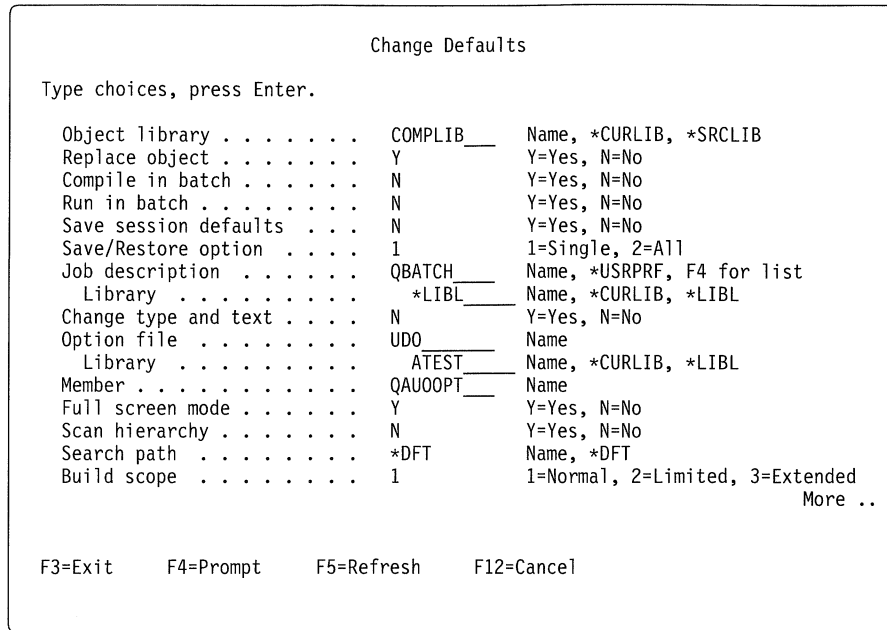 Change Defaults
Type choices, press Enter.
Object library . . . . . . . COMPLIB___ Name, *CURLIB, *SRCLIB
Replace object . . . . . . . Y Y=Yes, N=No
Compile in batch . . . . . . N Y=Yes, N=No
Run in batch . . . . . . . . N Y=Yes, N=No
Save session defaults . . . N Y=Yes, N=No
Save/Restore option . . . . 1 1=Single, 2=All
Job description . . . . . . QBATCH____ Name, *USRPRF, F4 for list
Library . . . . . . . . . *LIBL_____ Name, *CURLIB, *LIBL
Change type and text . . . . N Y=Yes, N=No
Option file . . . . . . . . UDO_______ Name
Library . . . . . . . . . ATEST_____ Name, *CURLIB, *LIBL
Member . . . . . . . . . . . QAUOOPT___ Name
Full screen mode . . . . . . Y Y=Yes, N=No
Scan hierarchy . . . . . . . N Y=Yes, N=No
Search path . . . . . . . . *DFT Name, *DFT
Build scope . . . . . . . . 1 1=Normal, 2=Limited, 3=Extended
More ..
F3=Exit F4=Prompt F5=Refresh F12=Cancel